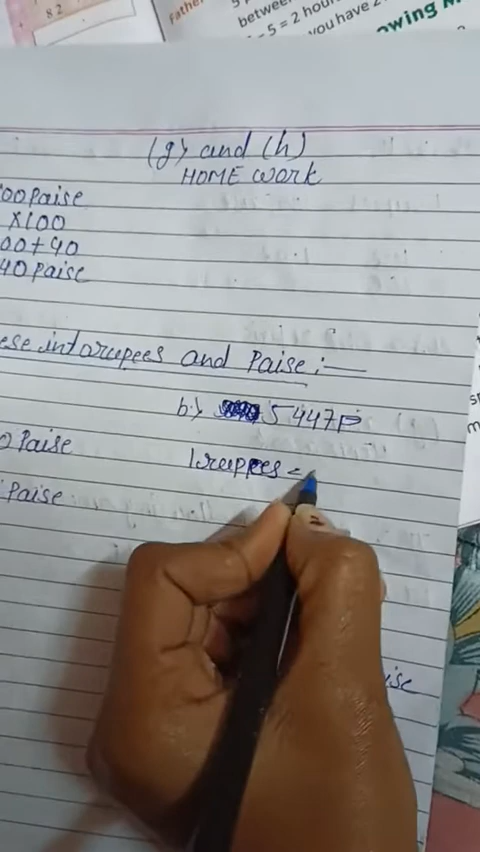 82
Father
between
- 5 = 2 hou
you have 2
owing M
(g) and (h)
HOME WORK
00 Paise
X100
00+40
40 Paise
ese into rupees and Paise :—
b.) 5447P
) Paise
1 rupees =
Paise
ise